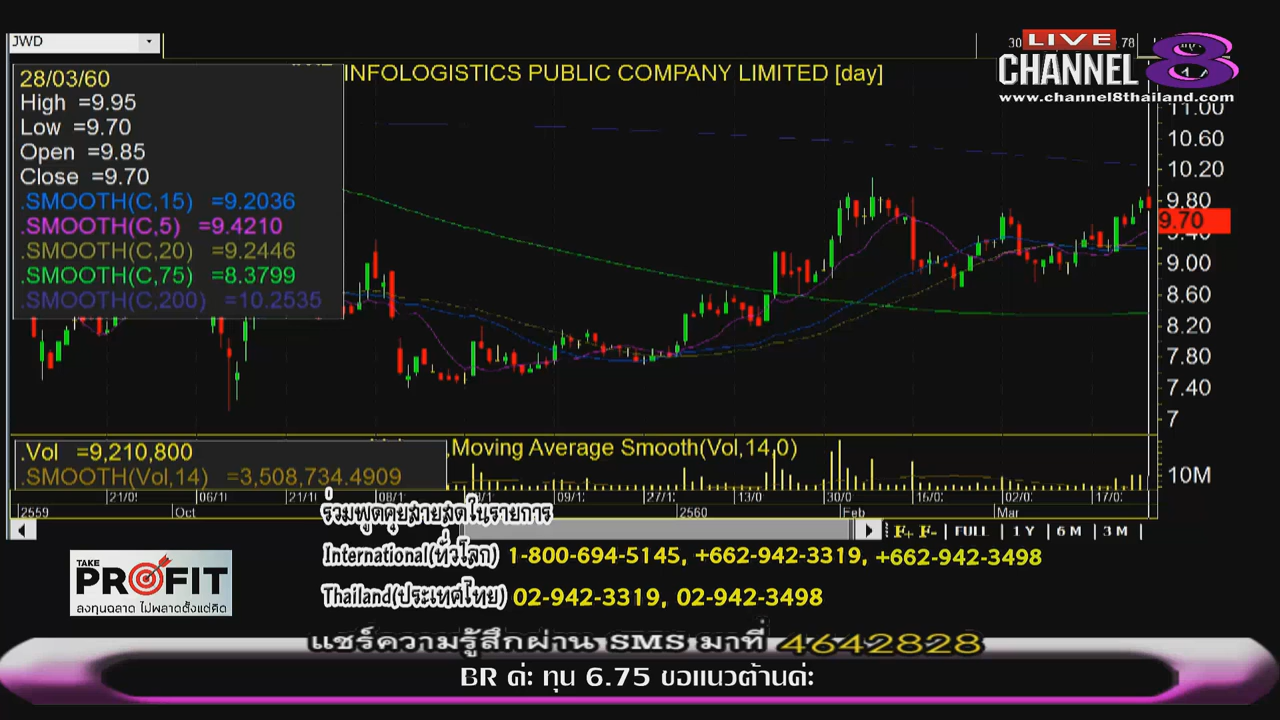 JWD
LIVE
CHANNEL 8
www.channel8thailand.com
INFOLOGISTICS PUBLIC COMPANY LIMITED [day]
28/03/60
High =9.95
Low =9.70
Open =9.85
Close =9.70
.SMOOTH(C,15) =9.2036
.SMOOTH(C,5) =9.4210
.SMOOTH(C,20) =9.2446
.SMOOTH(C,75) =8.3799
.SMOOTH(C,200) =10.2535
11.00
10.60
10.20
9.80
9.70
9.40
9.00
8.60
8.20
7.80
7.40
7
,Moving Average Smooth(Vol,14,0)
.Vol =9,210,800
.SMOOTH(Vol,14) =3,508,734.4909
10M
2559 Oct 2560 Feb Mar
F+ F- FULL 1 Y 6 M 3 M
ร่วมพูดคุยสายสดในรายการ
International(ทั่วโลก) 1-800-694-5145, +662-942-3319, +662-942-3498
Thailand(ประเทศไทย) 02-942-3319, 02-942-3498
TAKE
PROFIT
ลงทุนฉลาด ไม่พลาดตั้งแต่คิด
แชร์ความรู้สึกผ่าน SMS มาที่ 4642828
BR ค่ะ ทุน 6.75 ขอแนวต้านค่ะ